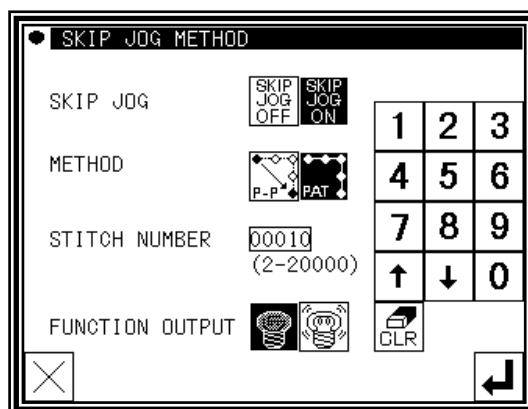 SKIP JOG METHOD
SKIP JOG
SKIP JOG OFF
SKIP JOG ON
METHOD
P-P
PAT
STITCH NUMBER
00010
(2-20000)
FUNCTION OUTPUT
1 2 3
4 5 6
7 8 9
↑ ↓ 0
CLR